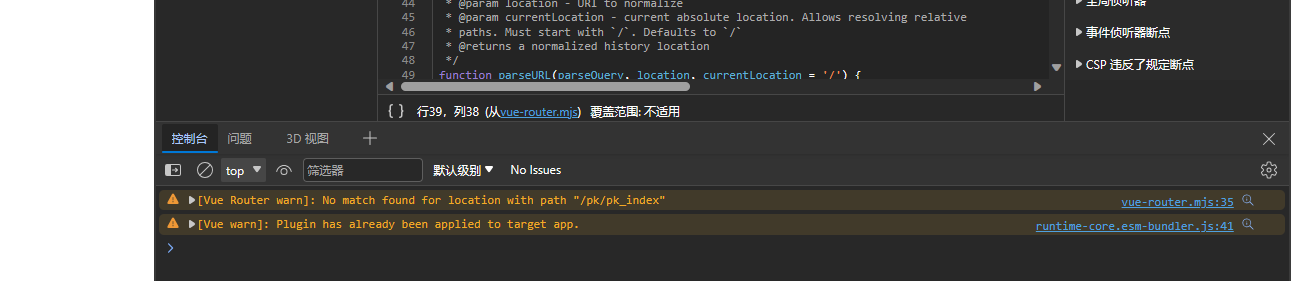 44 * @param location - URI to normalize
45 * @param currentLocation - current absolute location. Allows resolving relative
46 * paths. Must start with `/`. Defaults to `/`
47 * @returns a normalized history location
48 */
49 function parseURL(parseQuery, location, currentLocation = '/') {
全局侦听器
事件侦听器断点
CSP 违反了规定断点
{ } 行39，列38 (从vue-router.mjs) 覆盖范围: 不适用
控制台 问题 3D 视图
top 筛选器 默认级别 No Issues
[Vue Router warn]: No match found for location with path "/pk/pk_index" vue-router.mjs:35
[Vue warn]: Plugin has already been applied to target app. runtime-core.esm-bundler.js:41